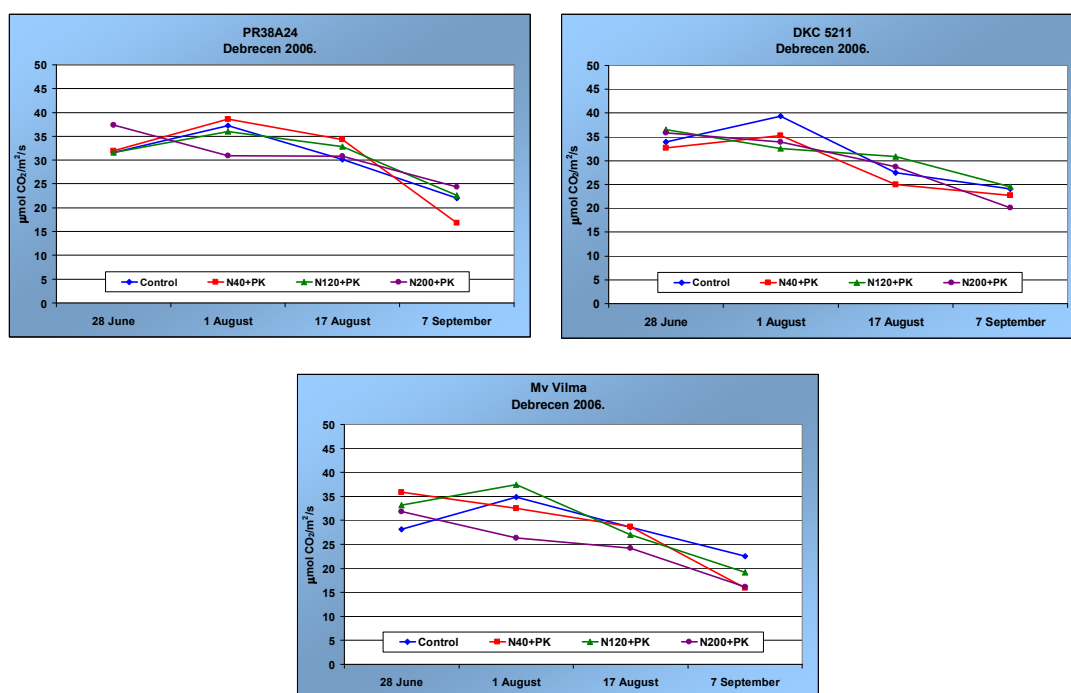 PR38A24
Debrecen 2006.
µmol CO₂/m²/s
50
45
40
35
30
25
20
15
10
5
0
Control N40+PK N120+PK N200+PK
28 June 1 August 17 August 7 September
DKC 5211
Debrecen 2006.
µmol CO₂/m²/s
50
45
40
35
30
25
20
15
10
5
0
Control N40+PK N120+PK N200+PK
28 June 1 August 17 August 7 September
Mv Vilma
Debrecen 2006.
µmol CO₂/m²/s
50
45
40
35
30
25
20
15
10
5
0
Control N40+PK N120+PK N200+PK
28 June 1 August 17 August 7 September